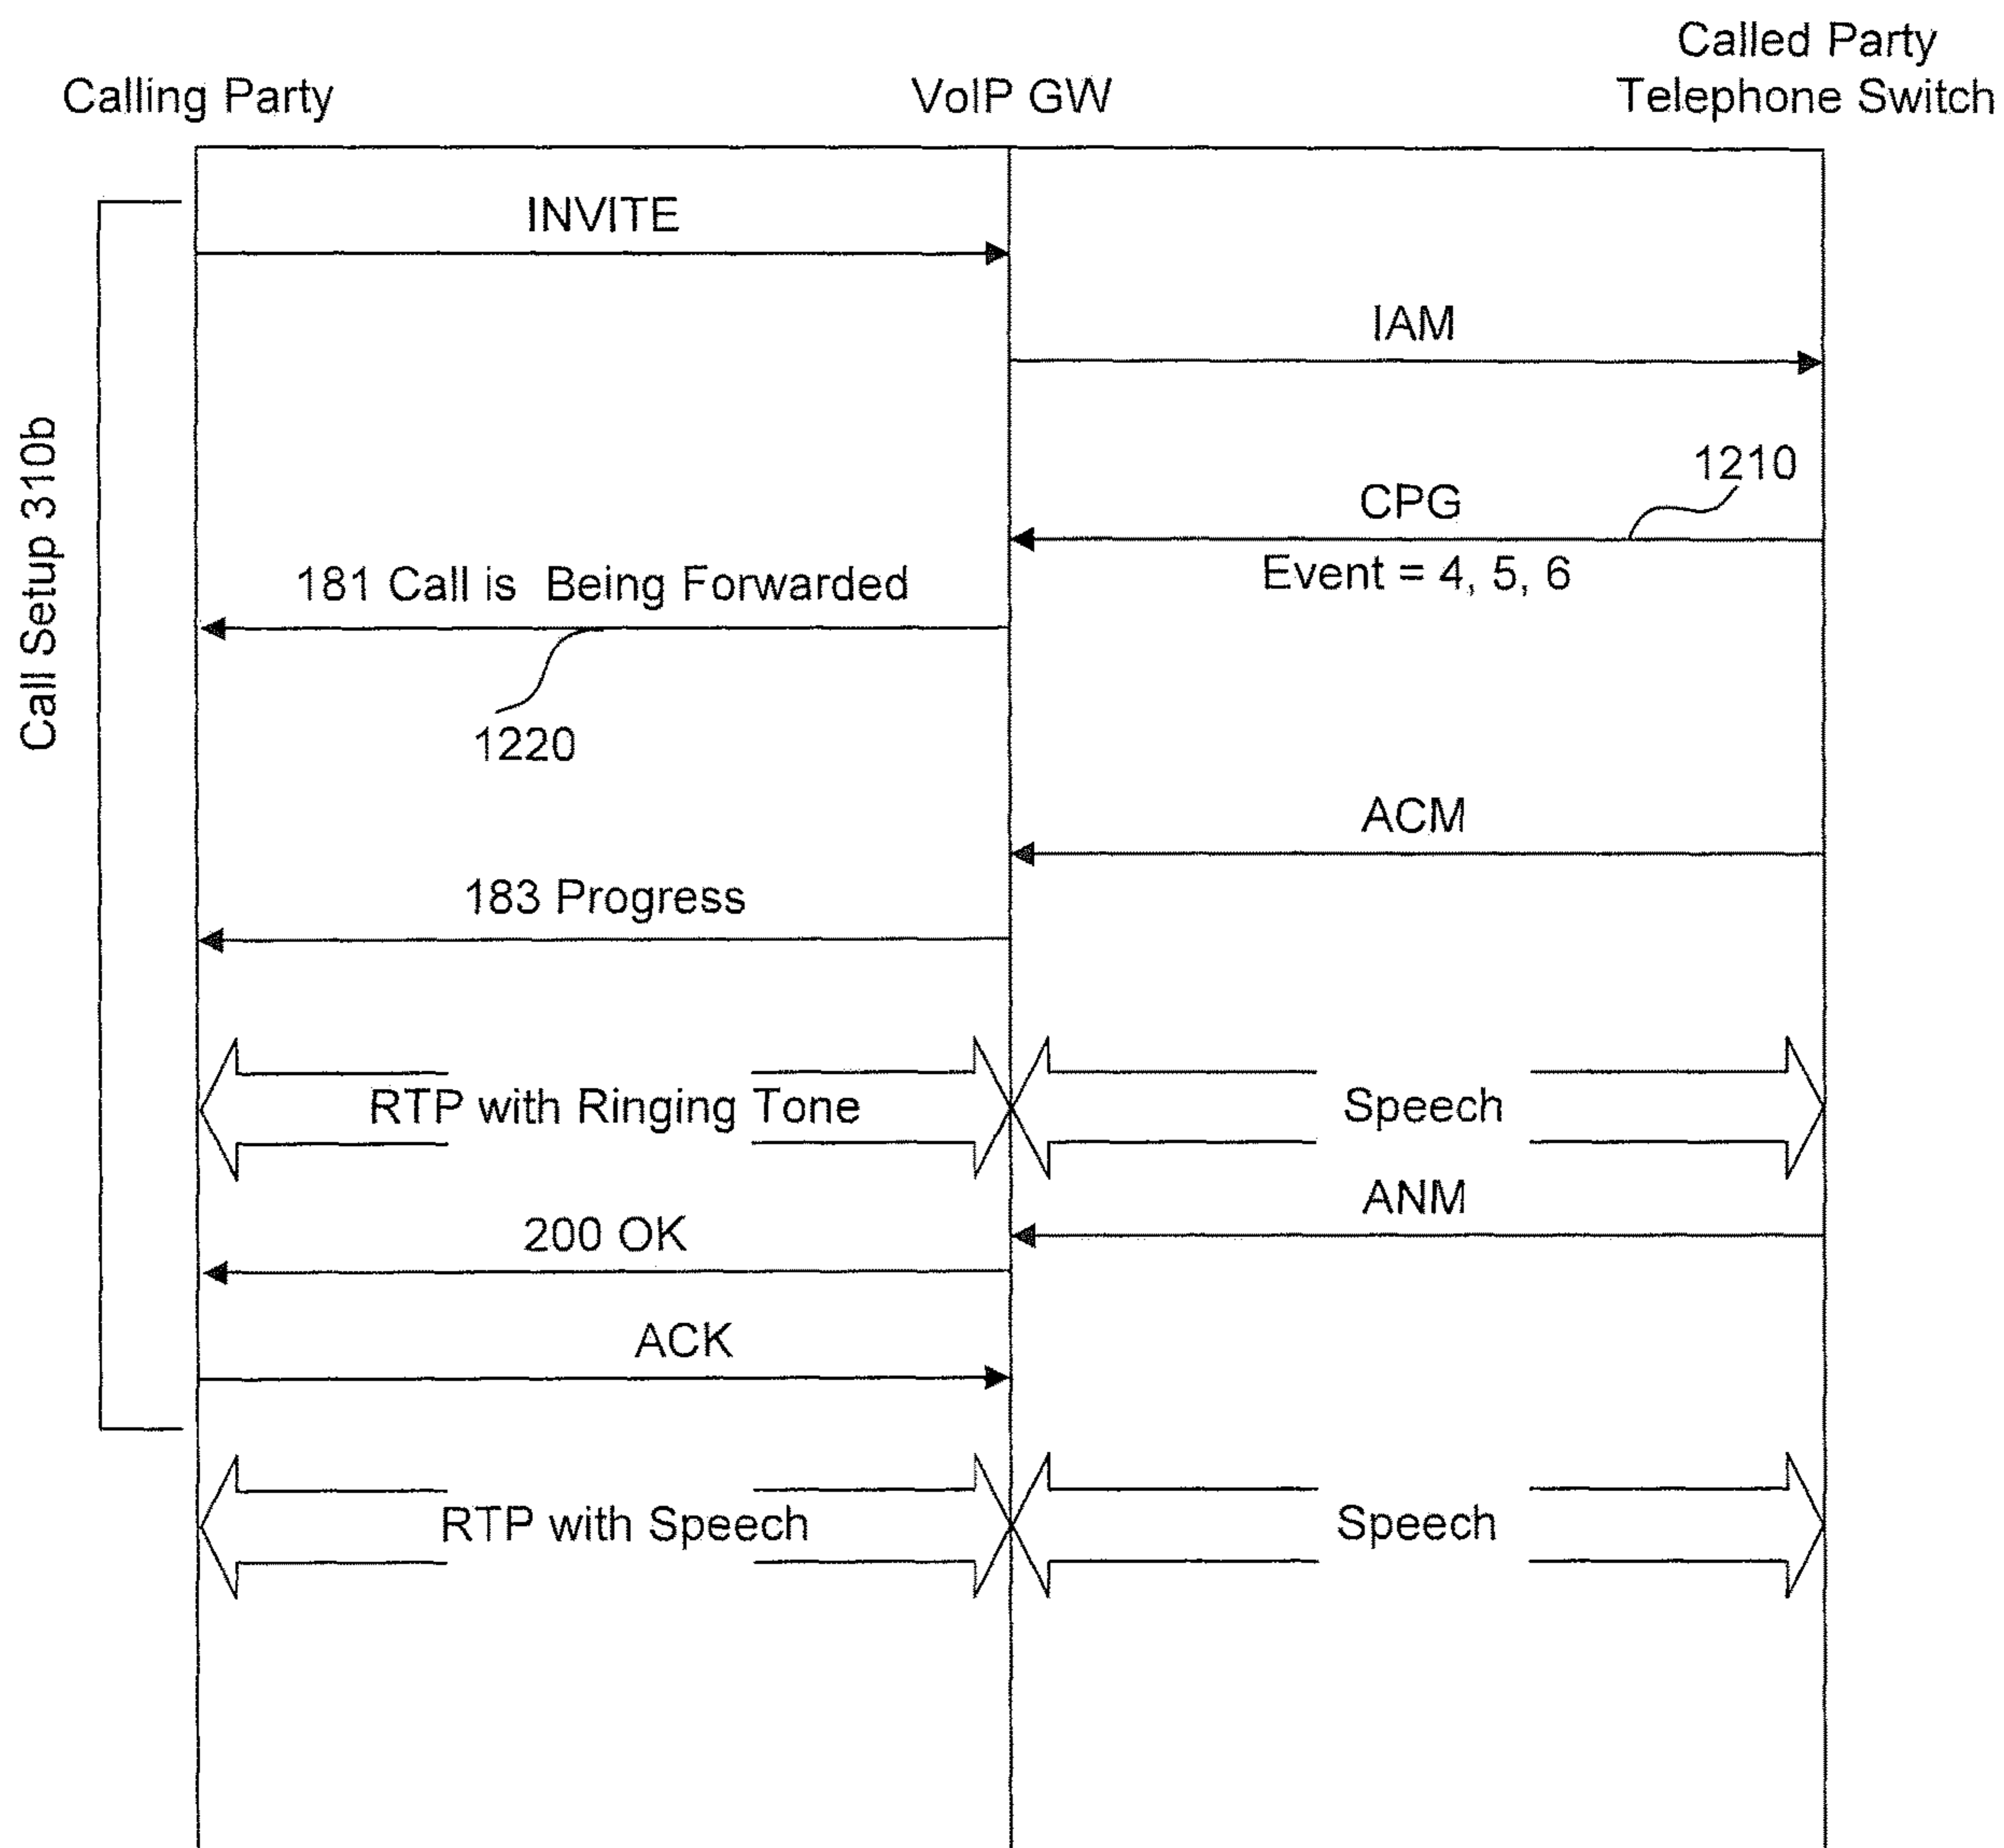 Calling Party
VoIP GW
Called Party
Telephone Switch
Call Setup 310b
INVITE
IAM
1210
CPG
Event = 4, 5, 6
181 Call is Being Forwarded
1220
ACM
183 Progress
RTP with Ringing Tone
Speech
ANM
200 OK
ACK
RTP with Speech
Speech